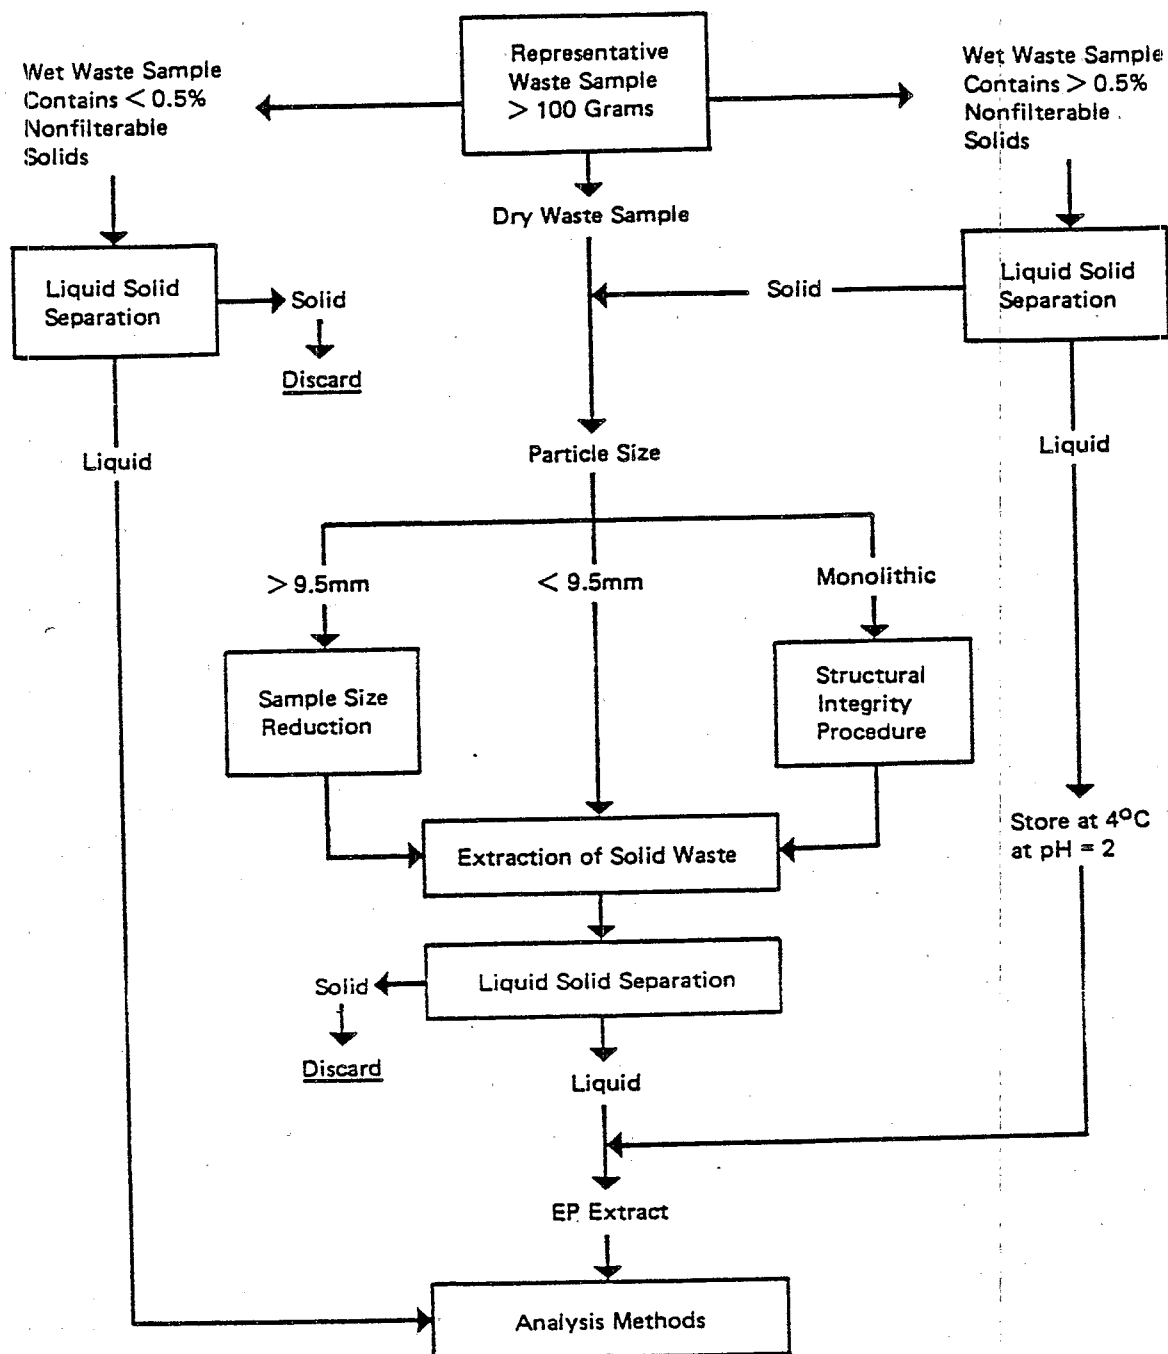 Representative
Waste Sample
> 100 Grams
Wet Waste Sample
Contains < 0.5%
Nonfilterable
Solids
Wet Waste Sample
Contains > 0.5%
Nonfilterable
Solids
Dry Waste Sample
Liquid Solid
Separation
Solid
Discard
Solid
Liquid Solid
Separation
Liquid
Particle Size
Liquid
> 9.5mm
< 9.5mm
Monolithic
Sample Size
Reduction
Structural
Integrity
Procedure
Extraction of Solid Waste
Store at 4°C
at pH = 2
Liquid Solid Separation
Solid
Discard
Liquid
EP Extract
Analysis Methods